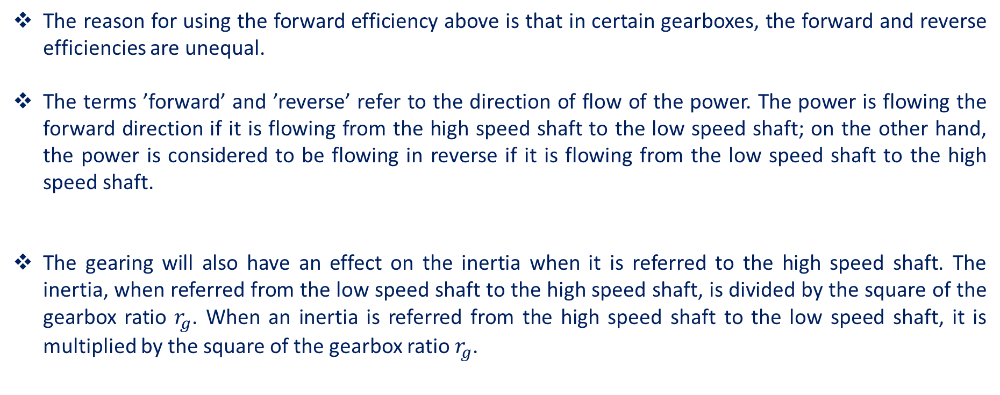 ❖ The reason for using the forward efficiency above is that in certain gearboxes, the forward and reverse
efficiencies are unequal.
❖ The terms ’forward’ and ’reverse’ refer to the direction of flow of the power. The power is flowing the
forward direction if it is flowing from the high speed shaft to the low speed shaft; on the other hand,
the power is considered to be flowing in reverse if it is flowing from the low speed shaft to the high
speed shaft.
❖ The gearing will also have an effect on the inertia when it is referred to the high speed shaft. The
inertia, when referred from the low speed shaft to the high speed shaft, is divided by the square of the
gearbox ratio r_g. When an inertia is referred from the high speed shaft to the low speed shaft, it is
multiplied by the square of the gearbox ratio r_g.